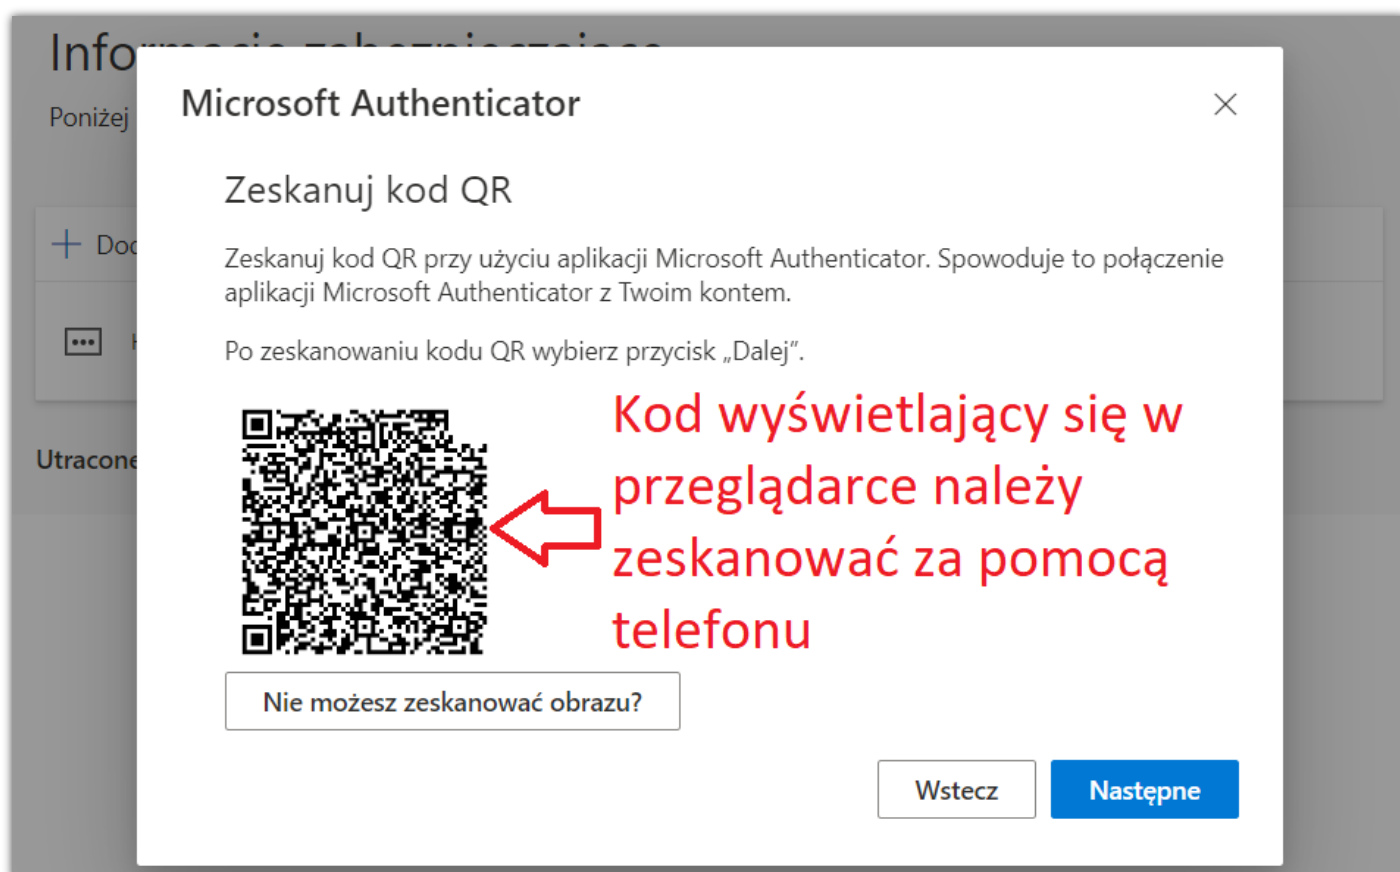 Informacje zabezpieczające
Poniżej
Microsoft Authenticator
Zeskanuj kod QR
Zeskanuj kod QR przy użyciu aplikacji Microsoft Authenticator. Spowoduje to połączenie
aplikacji Microsoft Authenticator z Twoim kontem.
Po zeskanowaniu kodu QR wybierz przycisk „Dalej”.
Kod wyświetlający się w
przeglądarce należy
zeskanować za pomocą
telefonu
Utracone
Nie możesz zeskanować obrazu?
Wstecz
Następne